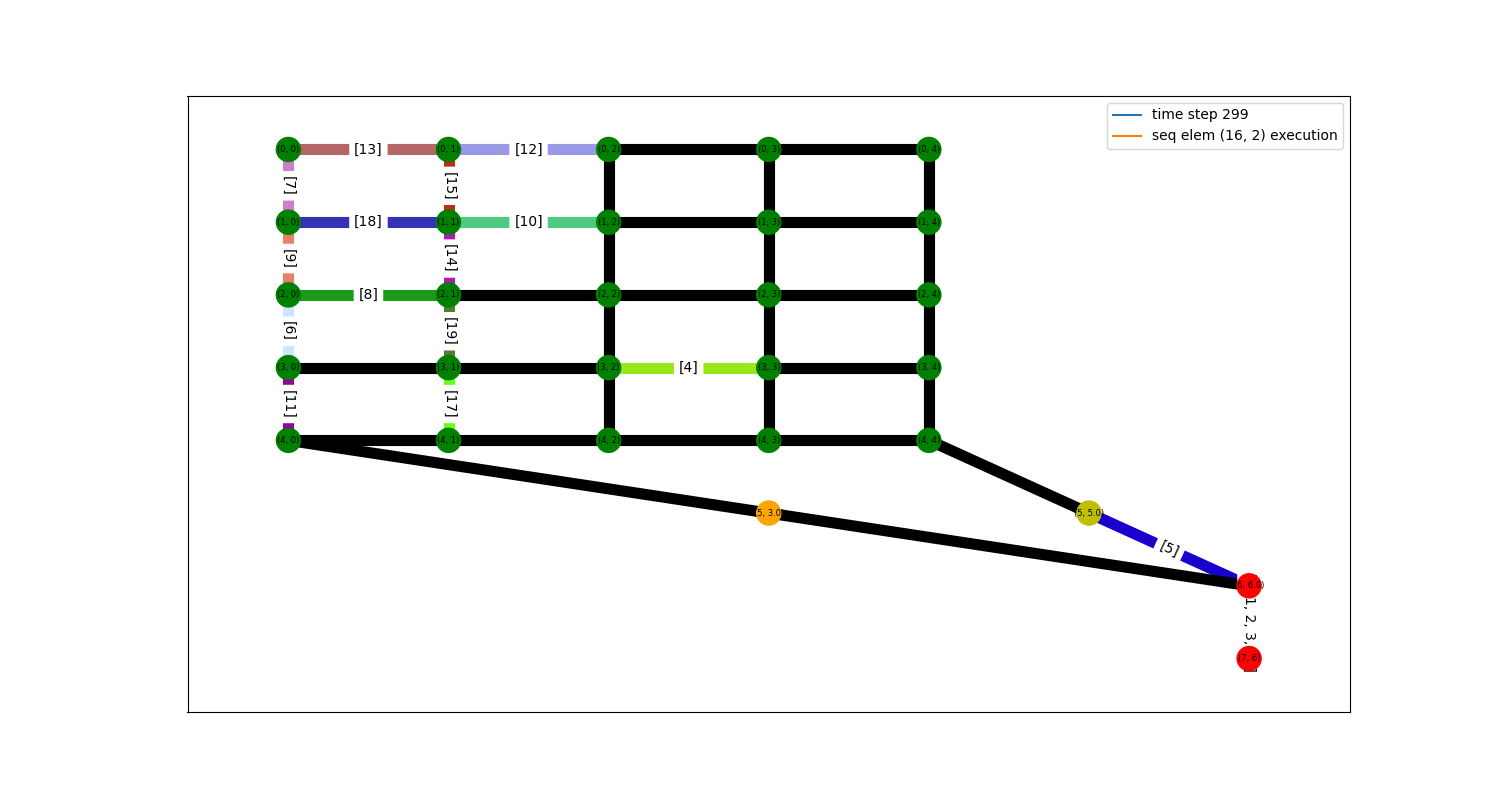 time step 299
seq elem (16, 2) execution
(0, 0) [13] (0, 1) [12] (0, 2) (0, 3) (0, 4)
[7] [15]
(1, 0) [18] (1, 1) [10] (1, 2) (1, 3) (1, 4)
[9] [14]
(2, 0) [8] (2, 1) (2, 2) (2, 3) (2, 4)
[6] [19]
(3, 0) (3, 1) (3, 2) [4] (3, 3) (3, 4)
[11] [17]
(4, 0) (4, 1) (4, 2) (4, 3) (4, 4)
(5, 3.0) (5, 5.0)
[5]
(6, 6.0)
1, 2, 3,
(7, 6)